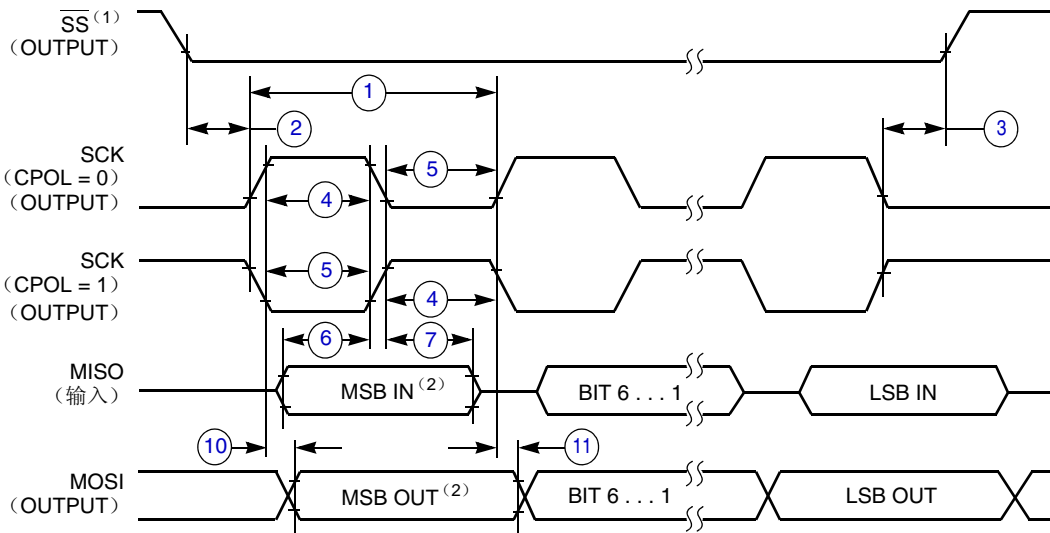 SS(1)
（OUTPUT）
1
2
3
SCK
（CPOL = 0）
（OUTPUT）
5
4
SCK
（CPOL = 1）
（OUTPUT）
5
4
6
7
MISO
（输入）
MSB IN（2）
BIT 6 . . . 1
LSB IN
10
11
MOSI
（OUTPUT）
MSB OUT（2）
BIT 6 . . . 1
LSB OUT